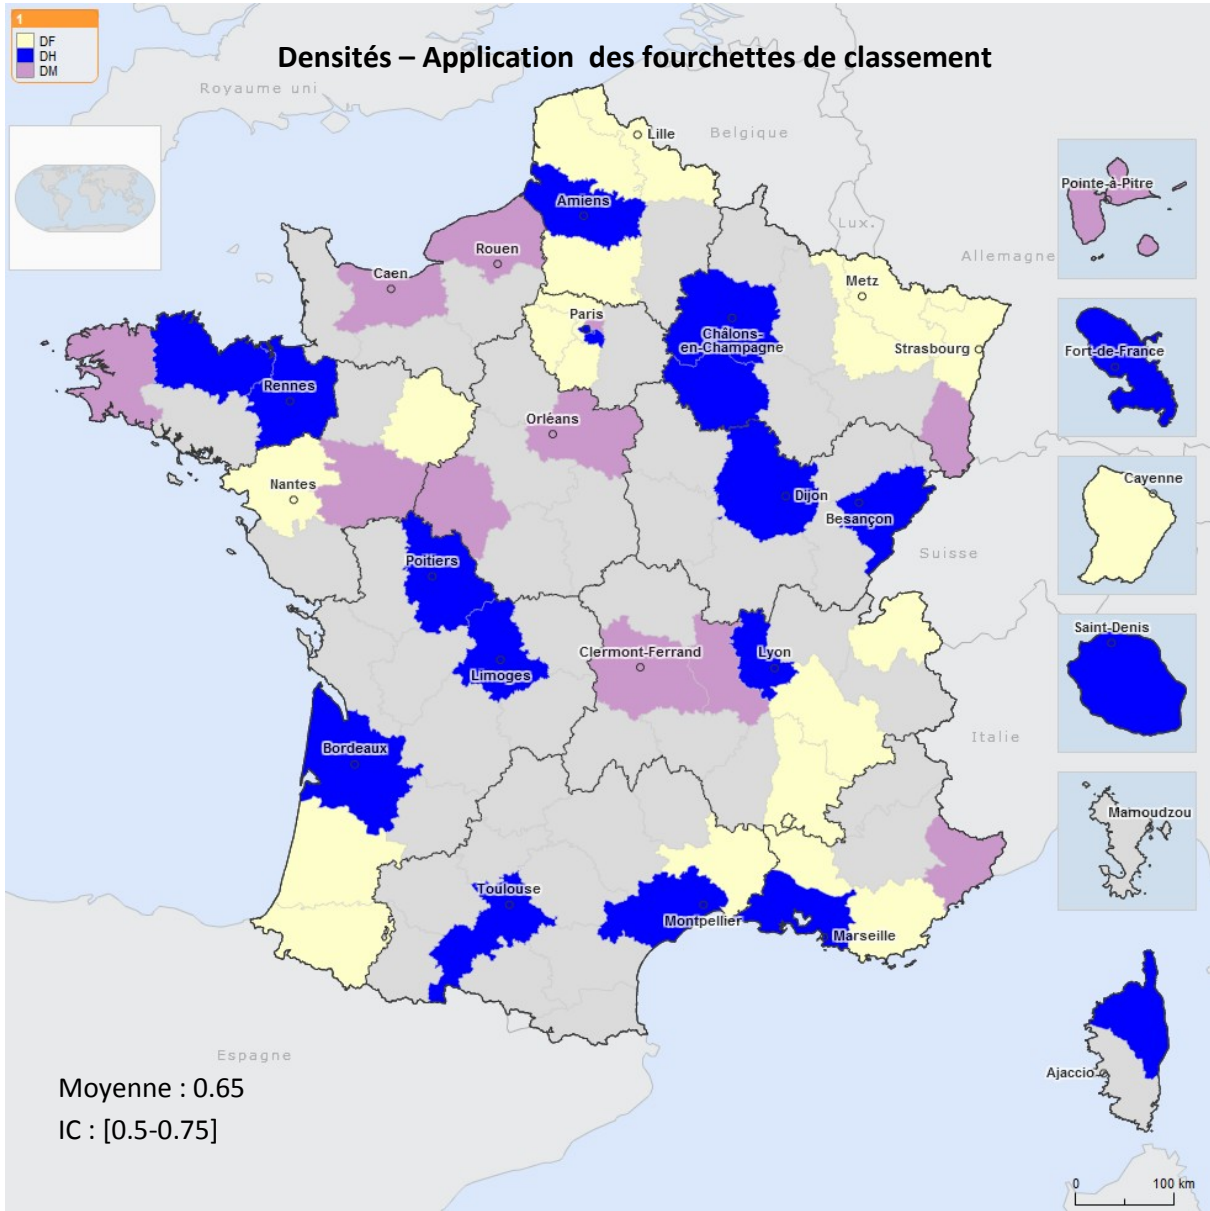 1
DF
DH
DM
Densités – Application des fourchettes de classement
Royaume uni
Lille
Belgique
Amiens
Pointe-à-Pitre
Lux.
Rouen
Allemagne
Caen
Metz
Paris
Châlons-
en-Champagne
Strasbourg
Fort-de-France
Rennes
Orléans
Nantes
Dijon
Cayenne
Besançon
Suisse
Poitiers
Saint-Denis
Clermont-Ferrand
Lyon
Limoges
Italie
Bordeaux
Mamoudzou
Toulouse
Montpellier
Marseille
Espagne
Ajaccio
Moyenne : 0.65
IC : [0.5-0.75]
0 100 km